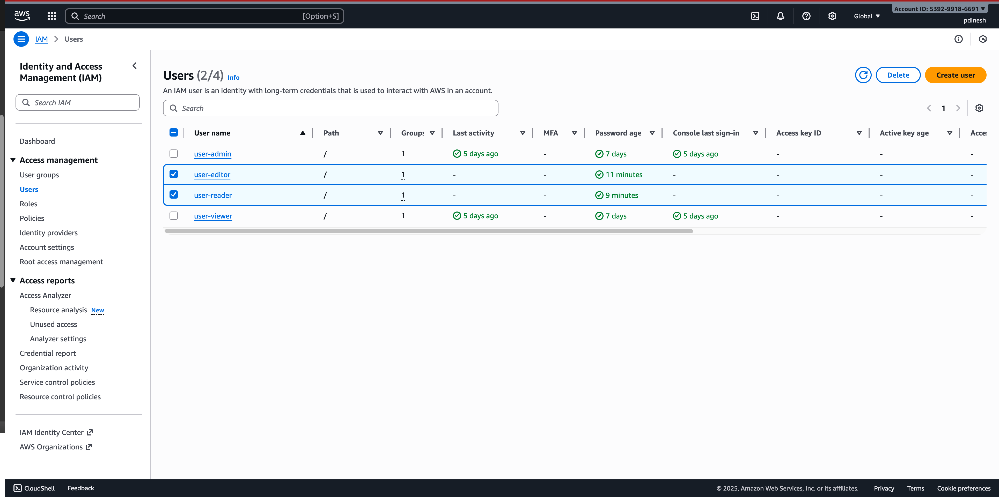 aws
Search [Option+S]
Global
Account ID: 5392-9918-6691
pdinesh
IAM > Users
Identity and Access
Management (IAM)
Search IAM
Dashboard
Access management
User groups
Users
Roles
Policies
Identity providers
Account settings
Root access management
Access reports
Access Analyzer
Resource analysis New
Unused access
Analyzer settings
Credential report
Organization activity
Service control policies
Resource control policies
IAM Identity Center
AWS Organizations
Users (2/4) Info
Delete
Create user
An IAM user is an identity with long-term credentials that is used to interact with AWS in an account.
Search
1
User name Path Groups Last activity MFA Password age Console last sign-in Access key ID Active key age Acce
user-admin / 1 5 days ago - 7 days 5 days ago - - -
user-editor / 1 - - 11 minutes - - - -
user-reader / 1 - - 9 minutes - - - -
user-viewer / 1 5 days ago - 7 days 5 days ago - - -
CloudShell Feedback © 2025, Amazon Web Services, Inc. or its affiliates. Privacy Terms Cookie preferences